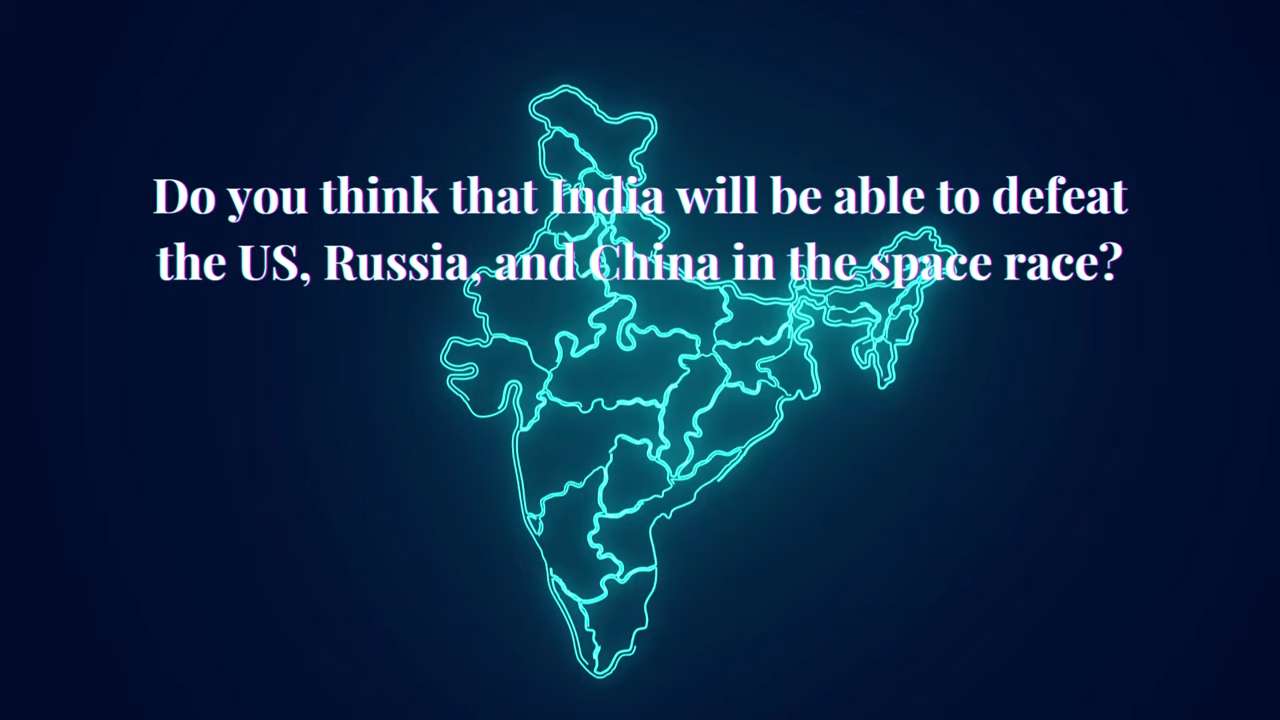 Do you think that India will be able to defeat
the US, Russia, and China in the space race?